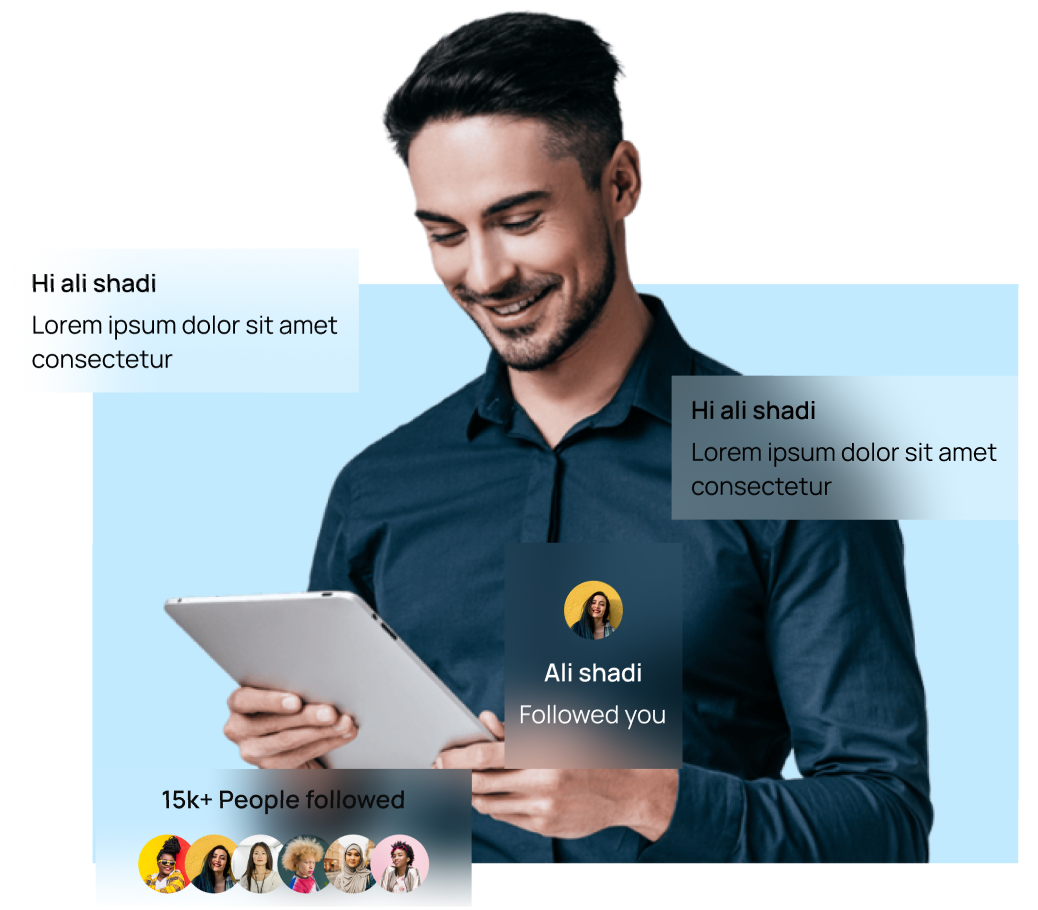 Hi ali shadi
Lorem ipsum dolor sit amet
consectetur
Hi ali shadi
Lorem ipsum dolor sit amet
consectetur
Ali shadi
Followed you
15k+ People followed